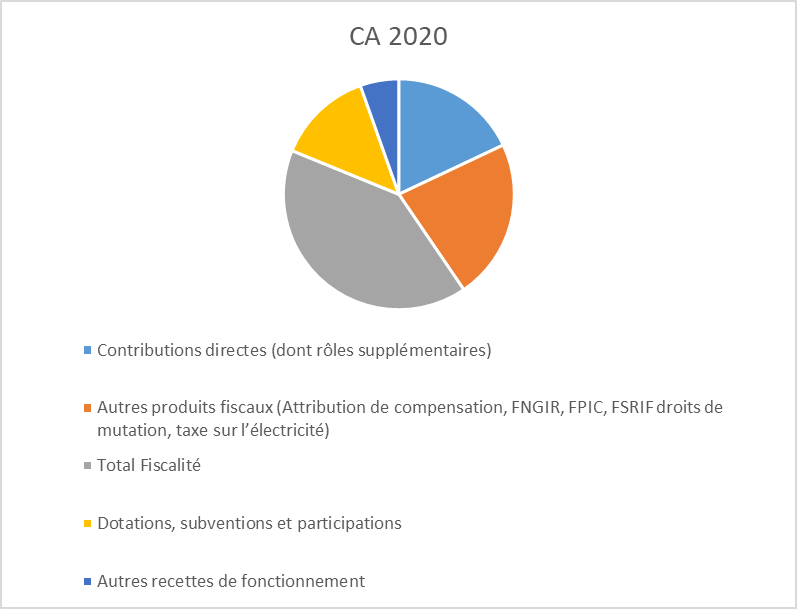 CA 2020
Contributions directes (dont rôles supplémentaires)
Autres produits fiscaux (Attribution de compensation, FNGIR, FPIC, FSRIF droits de
mutation, taxe sur l’électricité)
Total Fiscalité
Dotations, subventions et participations
Autres recettes de fonctionnement